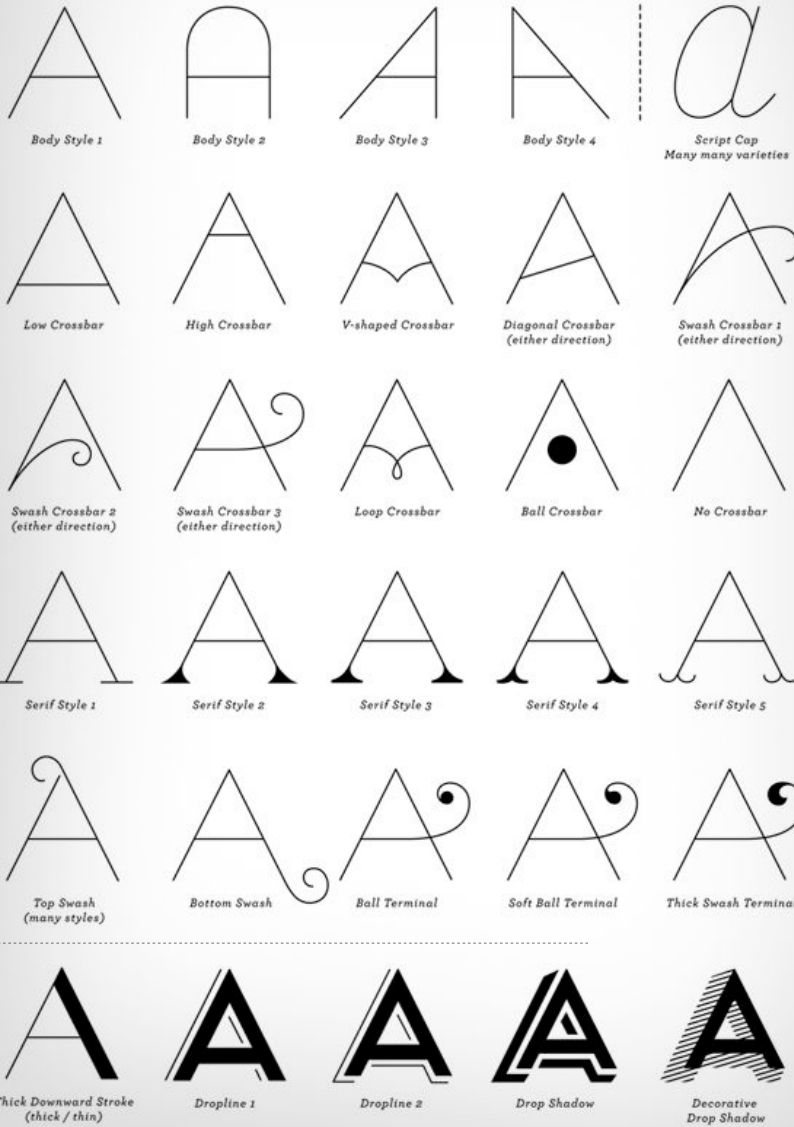 Body Style 1
Body Style 2
Body Style 3
Body Style 4
Script Cap
Many many varieties
Low Crossbar
High Crossbar
V-shaped Crossbar
Diagonal Crossbar
(either direction)
Swash Crossbar 1
(either direction)
Swash Crossbar 2
(either direction)
Swash Crossbar 3
(either direction)
Loop Crossbar
Ball Crossbar
No Crossbar
Serif Style 1
Serif Style 2
Serif Style 3
Serif Style 4
Serif Style 5
Top Swash
(many styles)
Bottom Swash
Ball Terminal
Soft Ball Terminal
Thick Swash Terminal
Thick Downward Stroke
(thick / thin)
Dropline 1
Dropline 2
Drop Shadow
Decorative
Drop Shadow